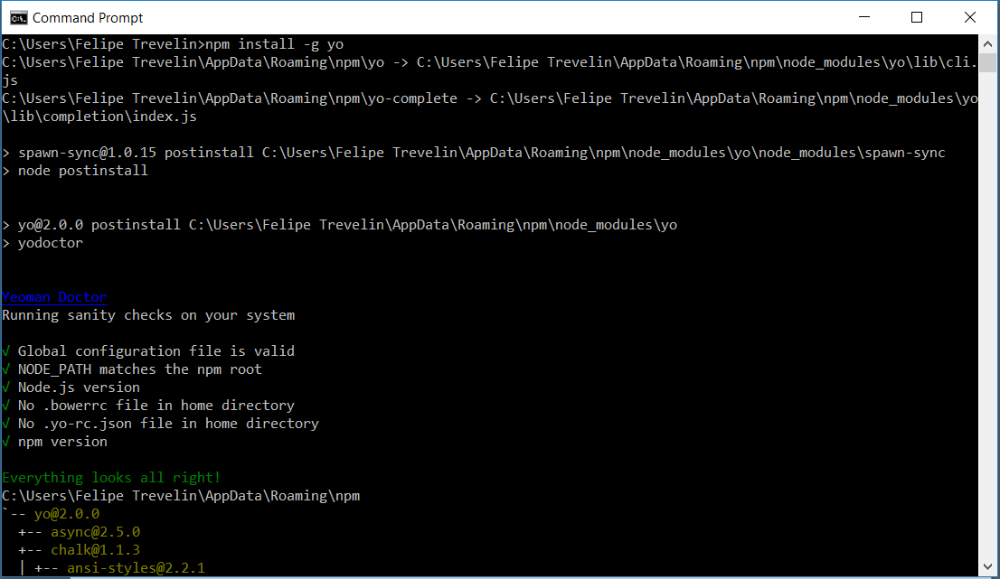 Command Prompt
C:\Users\Felipe Trevelin>npm install -g yo
C:\Users\Felipe Trevelin\AppData\Roaming\npm\yo -> C:\Users\Felipe Trevelin\AppData\Roaming\npm\node_modules\yo\lib\cli.
js
C:\Users\Felipe Trevelin\AppData\Roaming\npm\yo-complete -> C:\Users\Felipe Trevelin\AppData\Roaming\npm\node_modules\yo
\lib\completion\index.js
> spawn-sync@1.0.15 postinstall C:\Users\Felipe Trevelin\AppData\Roaming\npm\node_modules\yo\node_modules\spawn-sync
> node postinstall
> yo@2.0.0 postinstall C:\Users\Felipe Trevelin\AppData\Roaming\npm\node_modules\yo
> yodoctor
Yeoman Doctor
Running sanity checks on your system
√ Global configuration file is valid
√ NODE_PATH matches the npm root
√ Node.js version
√ No .bowerrc file in home directory
√ No .yo-rc.json file in home directory
√ npm version
Everything looks all right!
C:\Users\Felipe Trevelin\AppData\Roaming\npm
`-- yo@2.0.0
  +-- async@2.5.0
  +-- chalk@1.1.3
  | +-- ansi-styles@2.2.1